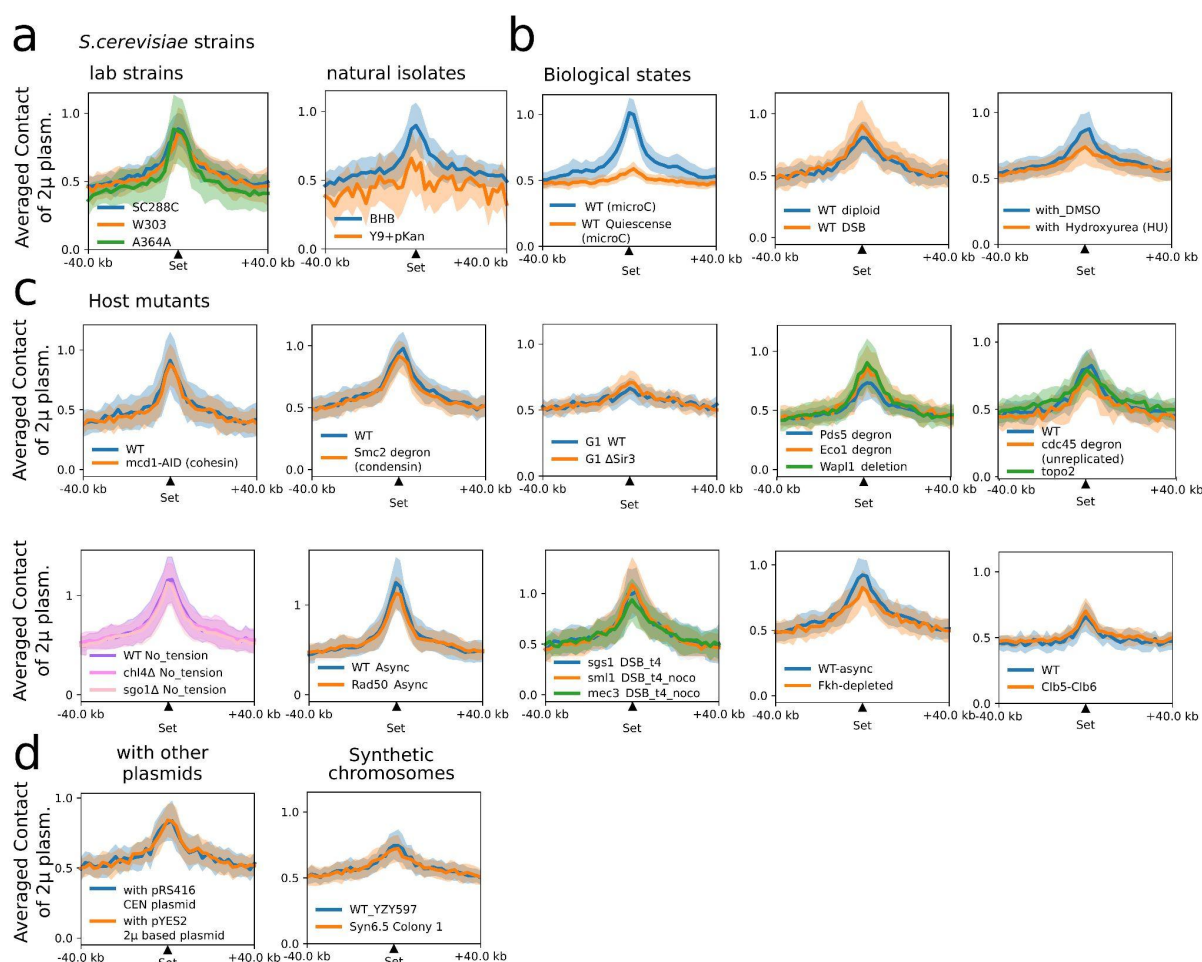 a
S.cerevisiae strains
b
lab strains
natural isolates
Biological states
Averaged Contact
of 2μ plasm.
1.0
0.5
0.0
SC288C
W303
A364A
-40.0 kb
Set
+40.0 kb
1.0
0.5
0.0
BHB
Y9+pKan
-40.0 kb
Set
+40.0 kb
1.0
0.5
0.0
WT (microC)
WT Quiescense
(microC)
-40.0 kb
Set
+40.0 kb
1.0
0.5
0.0
WT diploid
WT DSB
-40.0 kb
Set
+40.0 kb
1.0
0.5
0.0
with_DMSO
with Hydroxyurea (HU)
-40.0 kb
Set
+40.0 kb
c
Host mutants
Averaged Contact
of 2μ plasm.
1.0
0.5
0.0
WT
mcd1-AID (cohesin)
-40.0 kb
Set
+40.0 kb
1.0
0.5
0.0
WT
Smc2 degron
(condensin)
-40.0 kb
Set
+40.0 kb
1.0
0.5
0.0
G1 WT
G1 ΔSir3
-40.0 kb
Set
+40.0 kb
1.0
0.5
0.0
Pds5 degron
Eco1 degron
Wapl1 deletion
-40.0 kb
Set
+40.0 kb
1.0
0.5
0.0
WT
cdc45 degron
(unreplicated)
topo2
-40.0 kb
Set
+40.0 kb
Averaged Contact
of 2μ plasm.
1
0
WT No_tension
chl4Δ No_tension
sgo1Δ No_tension
-40.0 kb
Set
+40.0 kb
1
0
WT Async
Rad50 Async
-40.0 kb
Set
+40.0 kb
1.0
0.5
0.0
sgs1 DSB_t4
sml1 DSB_t4_noco
mec3 DSB_t4_noco
-40.0 kb
Set
+40.0 kb
1.0
0.5
0.0
WT-async
Fkh-depleted
-40.0 kb
Set
+40.0 kb
1.0
0.5
0.0
WT
Clb5-Clb6
-40.0 kb
Set
+40.0 kb
d
with other
plasmids
Synthetic
chromosomes
Averaged Contact
of 2μ plasm.
1.0
0.5
0.0
with pRS416
CEN plasmid
with pYES2
2μ based plasmid
-40.0 kb
Set
+40.0 kb
1.0
0.5
0.0
WT_YZY597
Syn6.5 Colony 1
-40.0 kb
Set
+40.0 kb